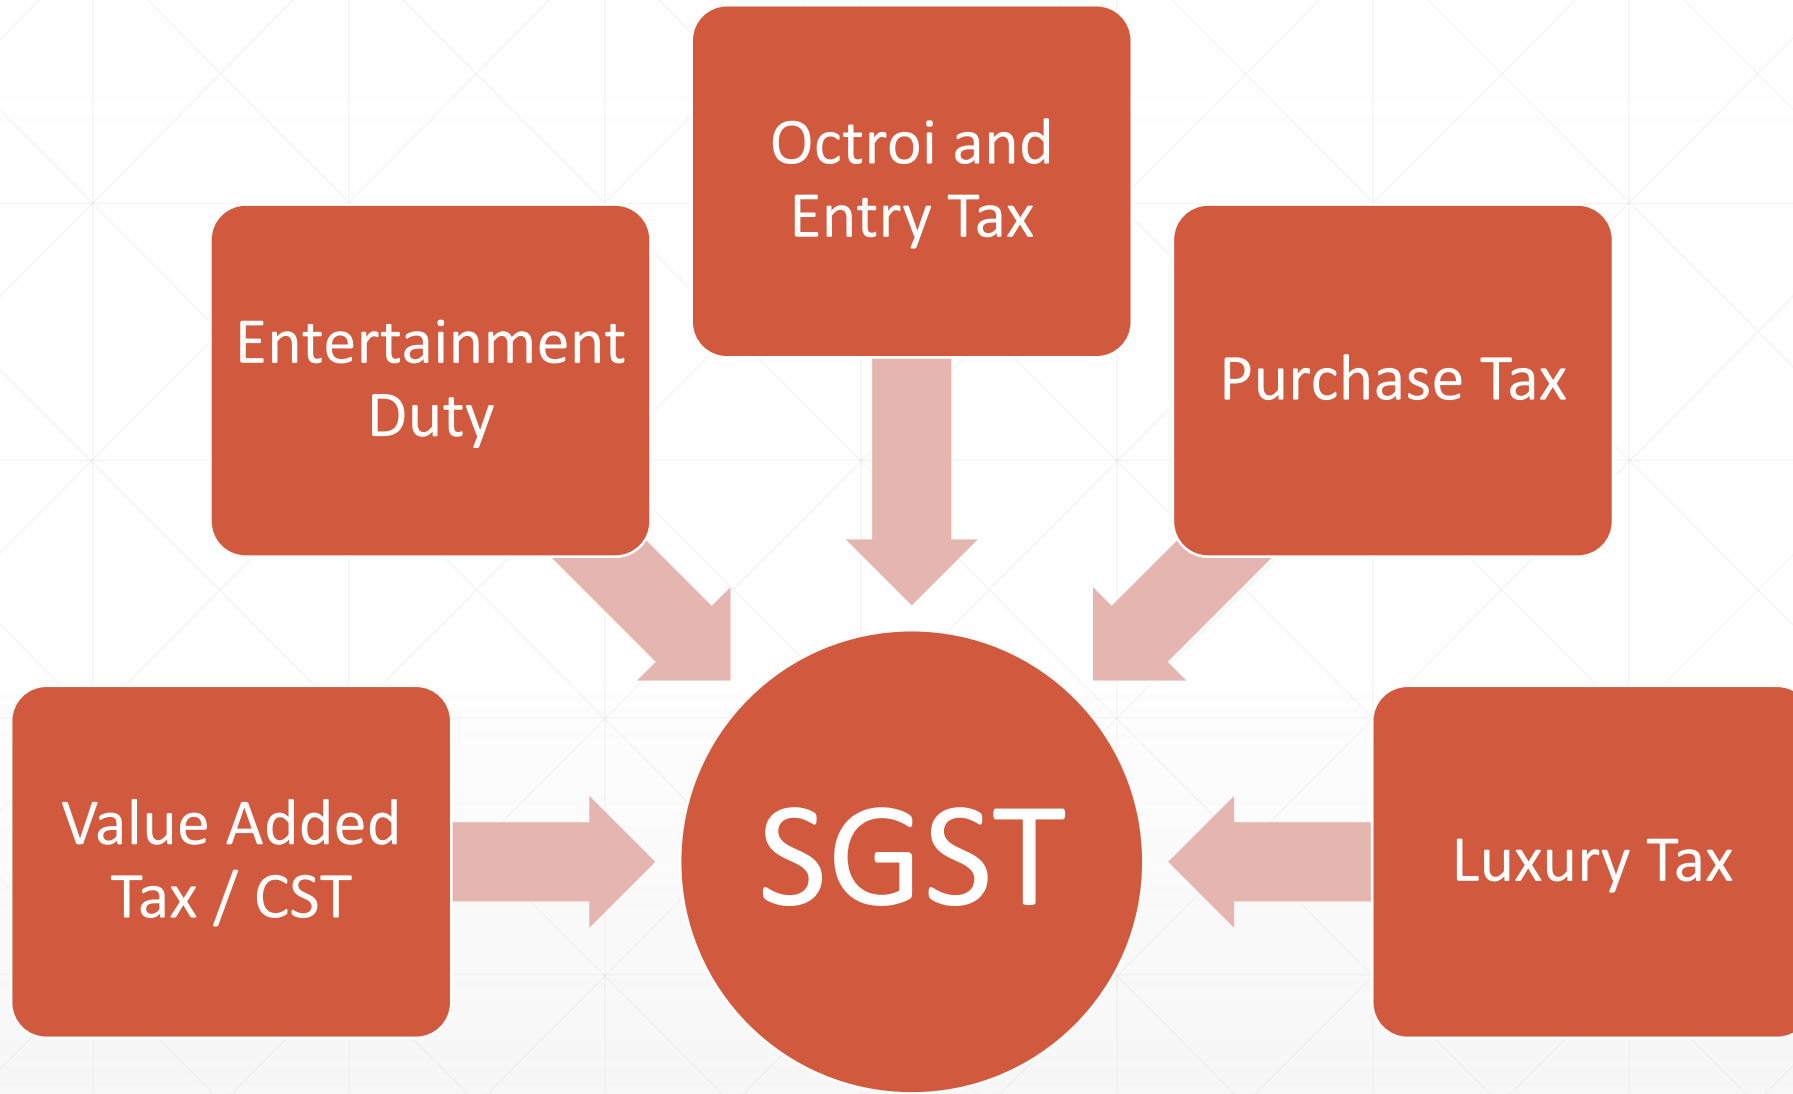 Octroi and
Entry Tax
Entertainment
Duty
Purchase Tax
Value Added
Tax / CST
SGST
Luxury Tax